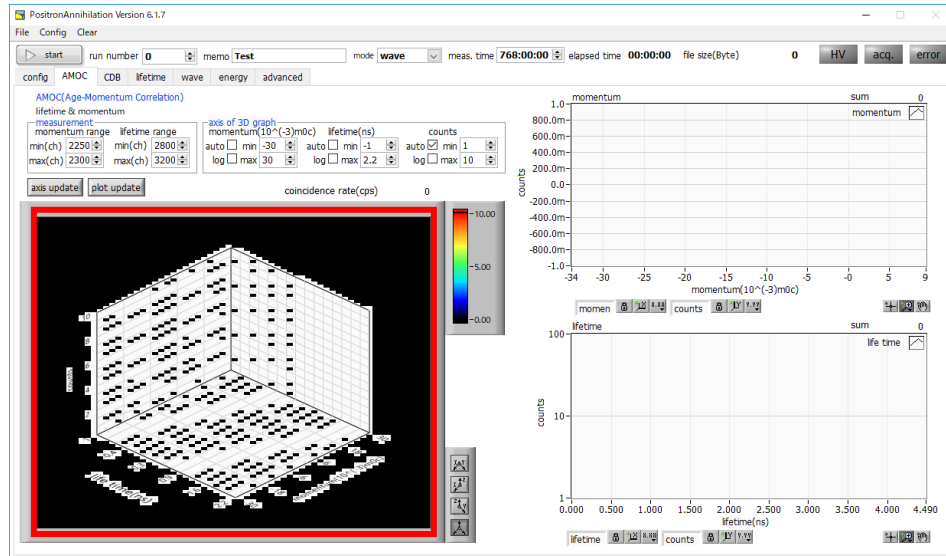 PositronAnnihilation Version 6.1.7
File Config Clear
start run number 0 memo Test mode wave meas. time 768:00:00 elapsed time 00:00:00 file size(Byte) 0 HV acq. error
config AMOC CDB lifetime wave energy advanced
AMOC(Age-Momentum Correlation)
lifetime & momentum
measurement
momentum range lifetime range
min(ch) 2250 min(ch) 2800
max(ch) 2300 max(ch) 3200
axis of 3D graph
momentum(10^(-3)m0c) lifetime(ns) counts
auto min -30 auto min -1 auto min 1
log max 30 log max 2.2 log max 10
axis update plot update
coincidence rate(cps) 0
10.00
5.00
0.00
momentum sum 0
momentum
1.0
800.0m
600.0m
400.0m
200.0m
0.0
-200.0m
-400.0m
-600.0m
-800.0m
-1.0
counts
-34 -30 -25 -20 -15 -10 -5 -0 5 9
momentum(10^(-3)m0c)
momen counts
lifetime sum 0
life time
100
10
1
counts
0.000 0.500 1.000 1.500 2.000 2.500 3.000 3.500 4.000 4.490
lifetime(ns)
lifetime counts